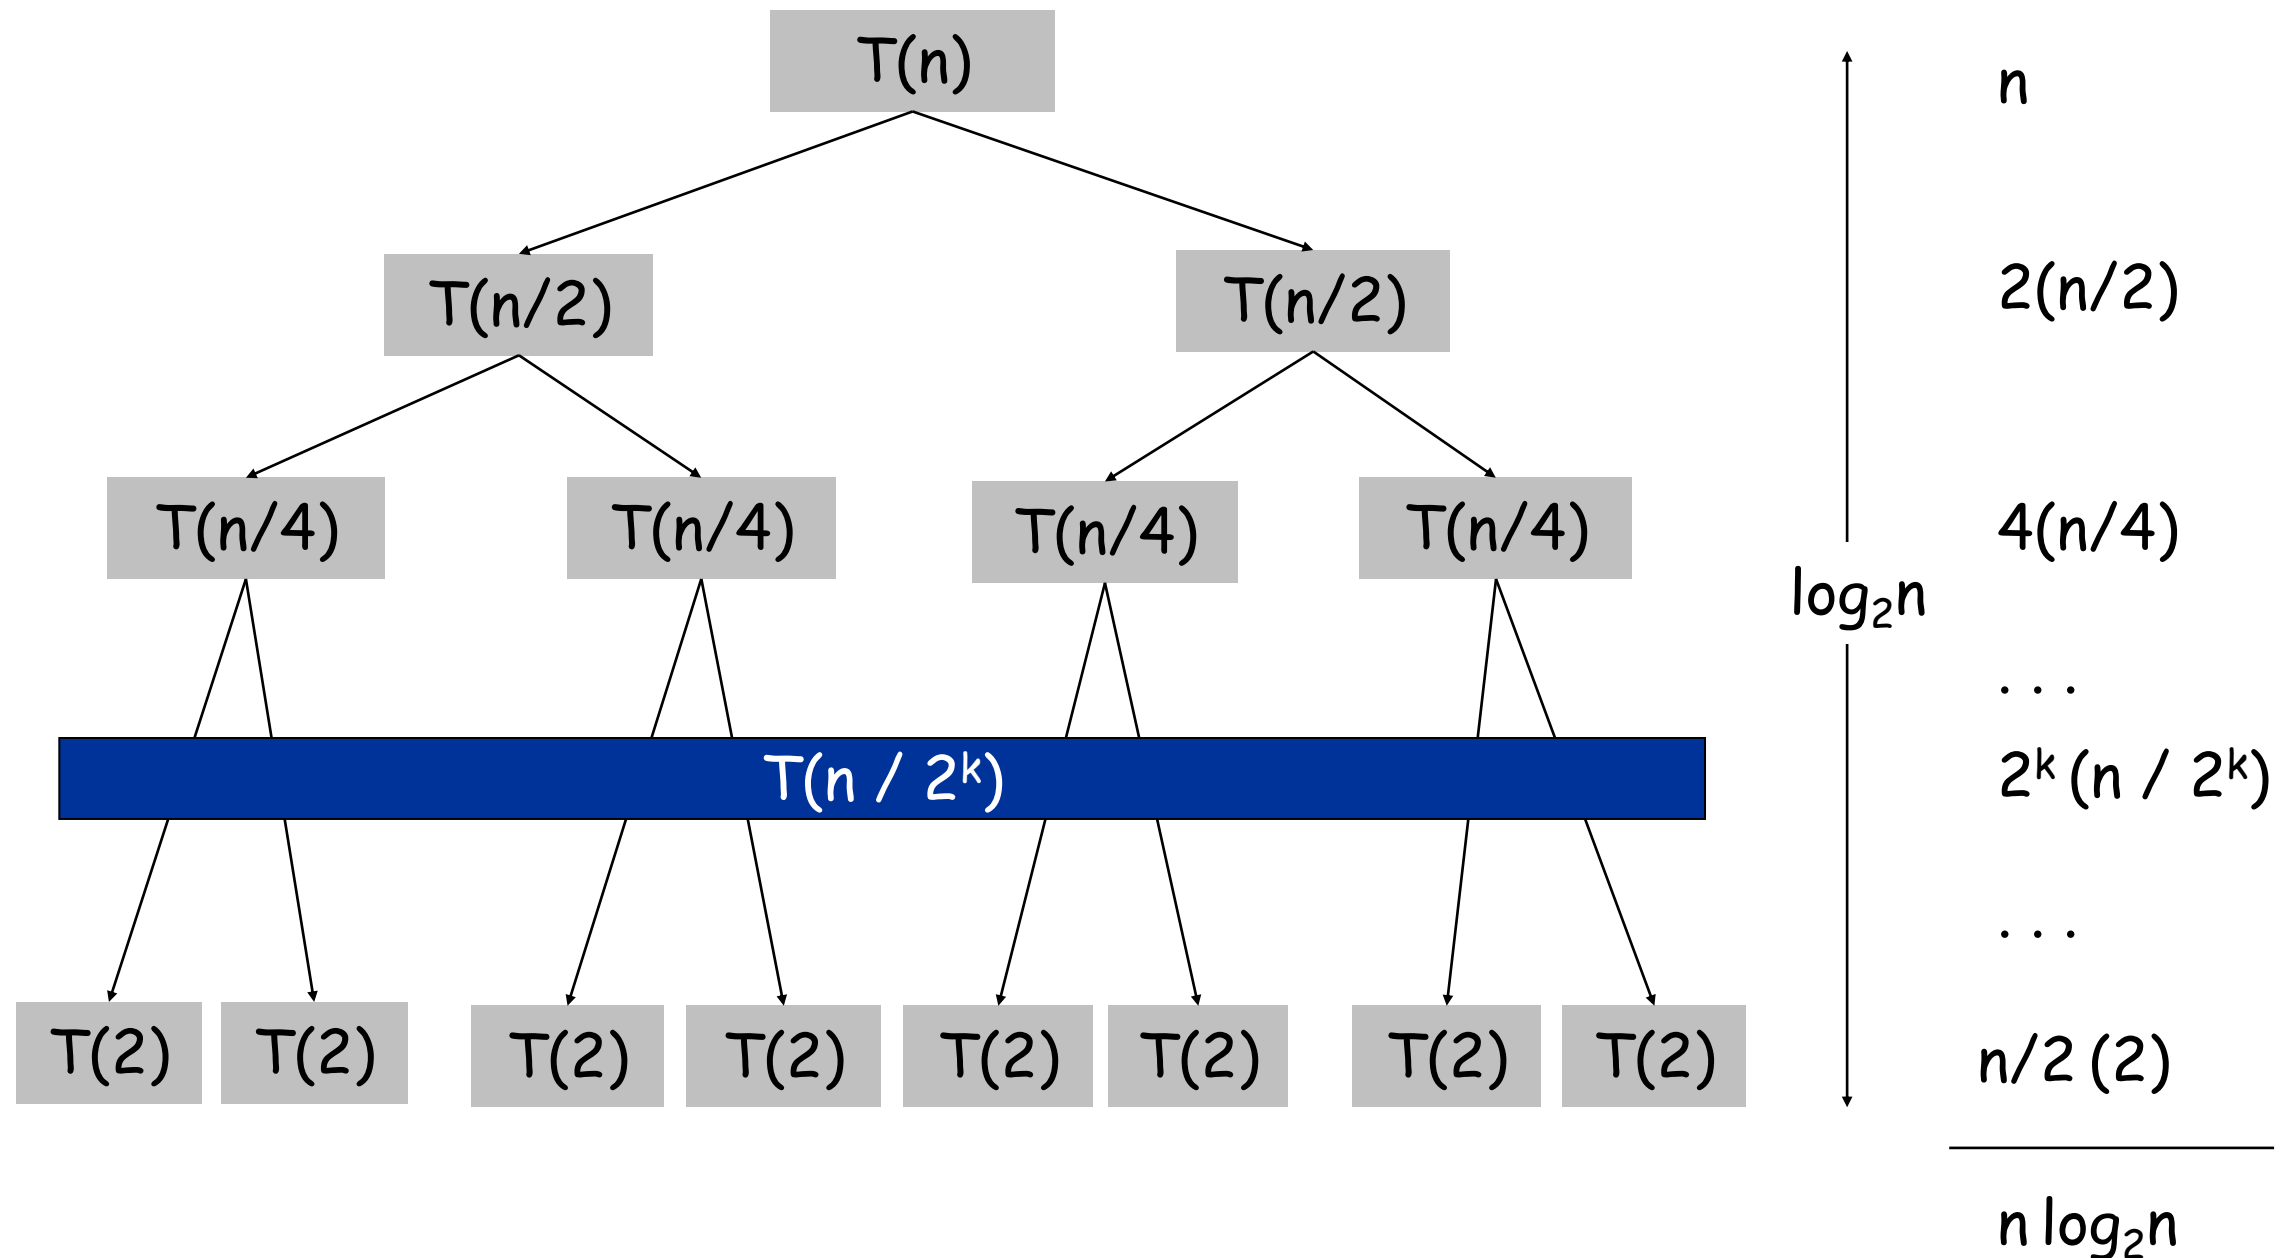 T(n)
n
T(n/2)
T(n/2)
2(n/2)
T(n/4)
T(n/4)
T(n/4)
T(n/4)
4(n/4)
log₂n
. . .
T(n / 2ᵏ)
2ᵏ (n / 2ᵏ)
. . .
T(2)
T(2)
T(2)
T(2)
T(2)
T(2)
T(2)
T(2)
n/2 (2)
n log₂n